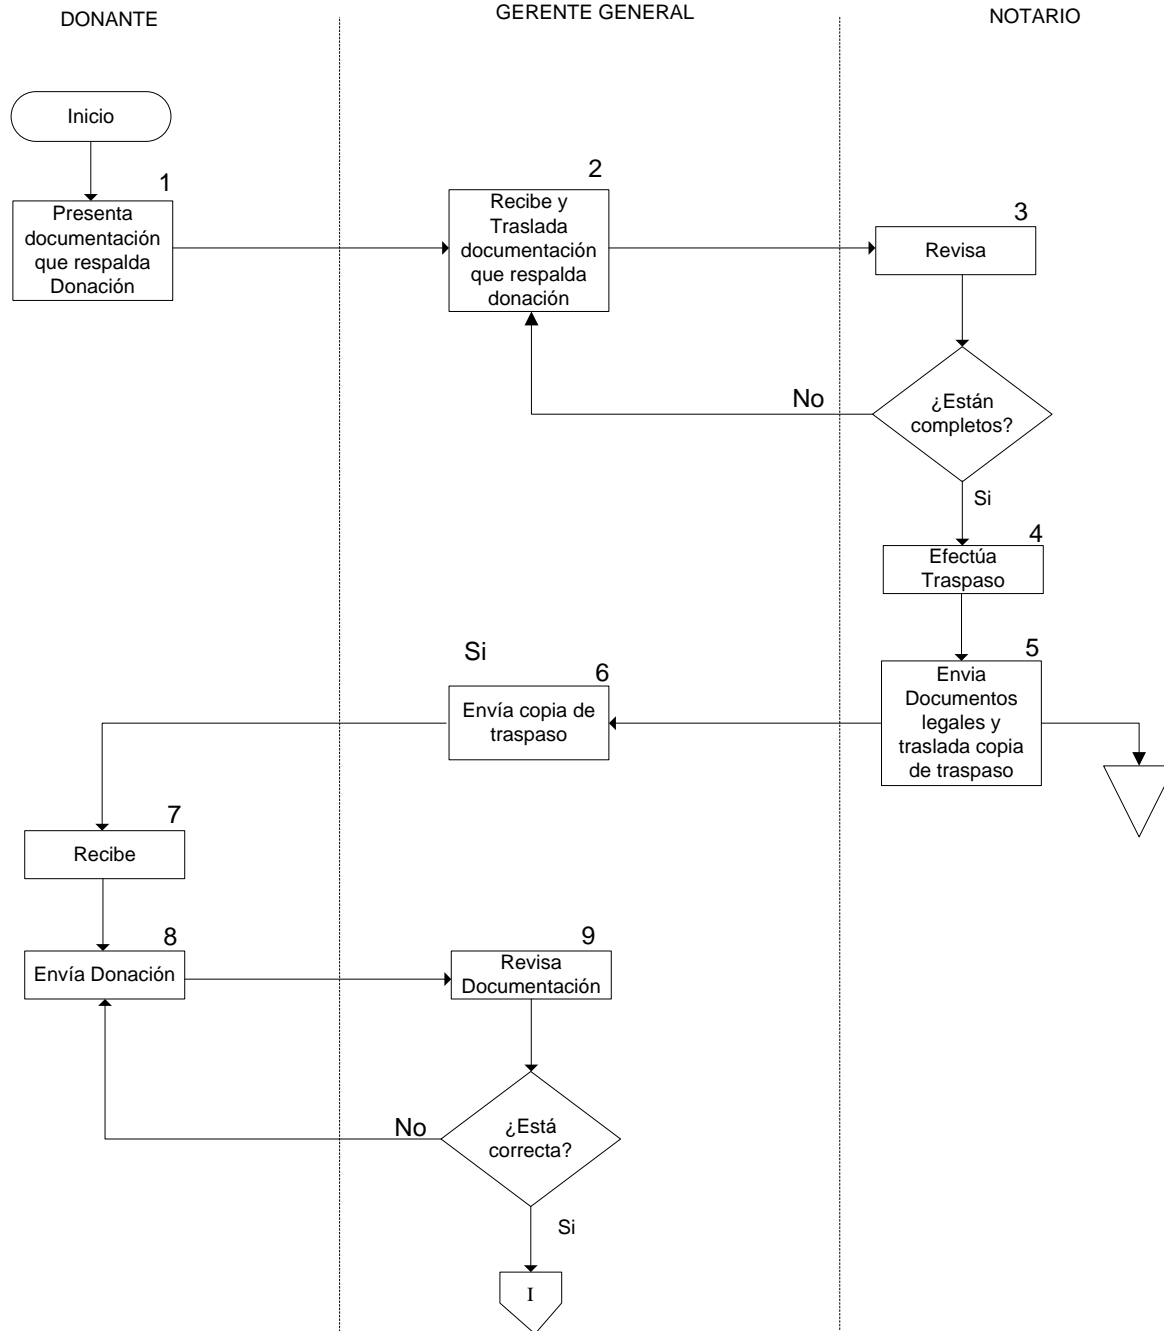 DONANTE
GERENTE GENERAL
NOTARIO
Inicio
1
Presenta
documentación
que respalda
Donación
2
Recibe y
Traslada
documentación
que respalda
donación
3
Revisa
¿Están
completos?
No
Si
4
Efectúa
Traspaso
5
Envia
Documentos
legales y
traslada copia
de traspaso
Si
6
Envía copia de
traspaso
7
Recibe
8
Envía Donación
9
Revisa
Documentación
¿Está
correcta?
No
Si
I